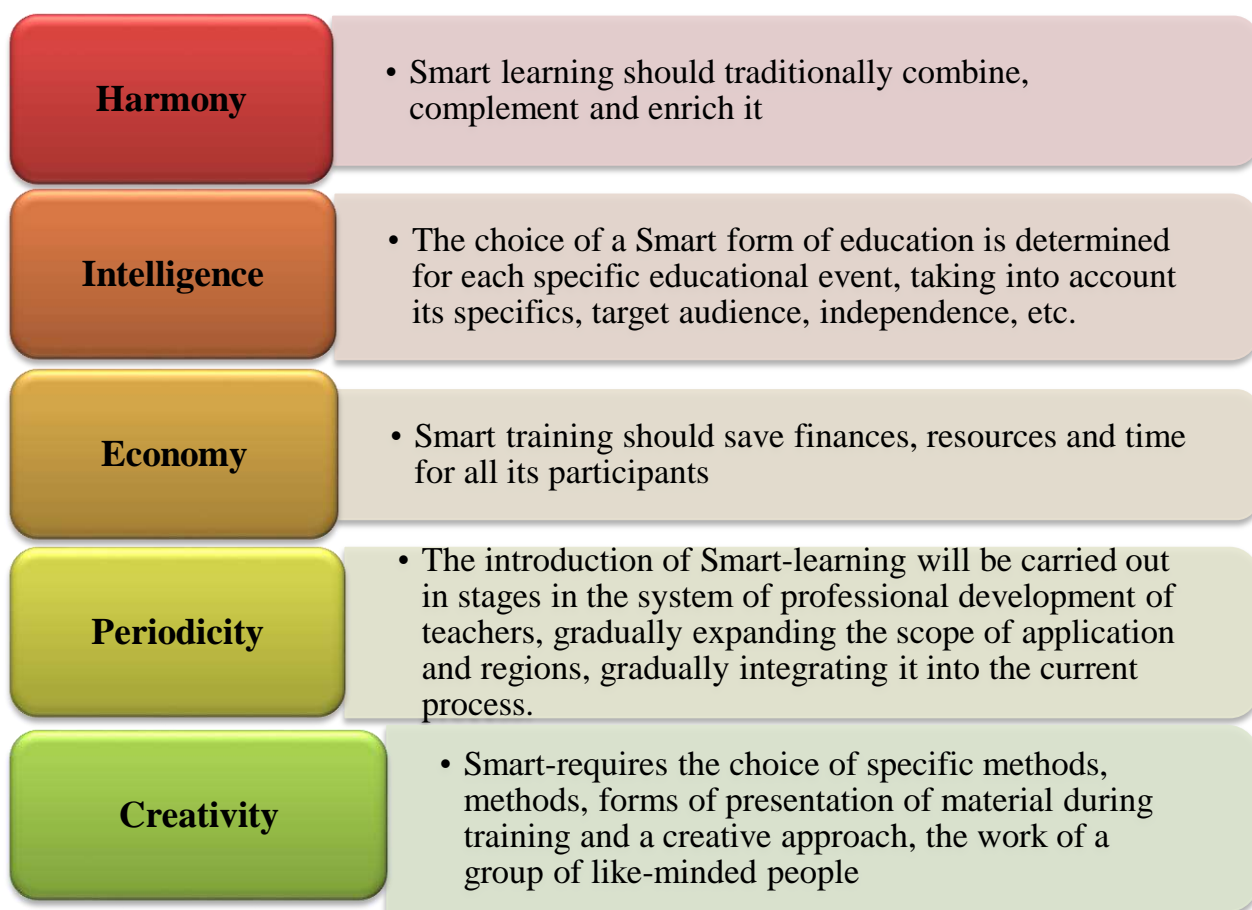 Harmony
• Smart learning should traditionally combine,
complement and enrich it
Intelligence
• The choice of a Smart form of education is determined
for each specific educational event, taking into account
its specifics, target audience, independence, etc.
Economy
• Smart training should save finances, resources and time
for all its participants
Periodicity
• The introduction of Smart-learning will be carried out
in stages in the system of professional development of
teachers, gradually expanding the scope of application
and regions, gradually integrating it into the current
process.
Creativity
• Smart-requires the choice of specific methods,
methods, forms of presentation of material during
training and a creative approach, the work of a
group of like-minded people